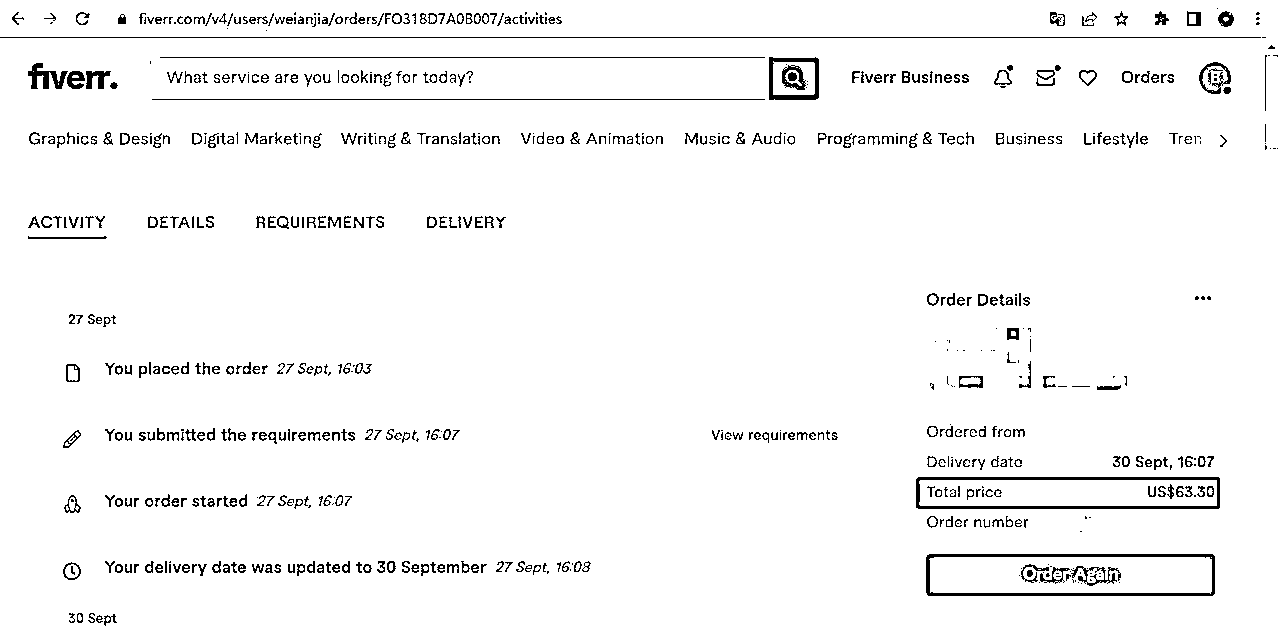 fiverr.com/v4/users/weianjia/orders/FO318D7A0B007/activities
fiverr.
What service are you looking for today?
Fiverr Business
Orders
Graphics & Design Digital Marketing Writing & Translation Video & Animation Music & Audio Programming & Tech Business Lifestyle Tren
ACTIVITY DETAILS REQUIREMENTS DELIVERY
27 Sept
You placed the order 27 Sept, 16:03
You submitted the requirements 27 Sept, 16:07
View requirements
Your order started 27 Sept, 16:07
Your delivery date was updated to 30 September 27 Sept, 16:08
30 Sept
Order Details
Ordered from
Delivery date 30 Sept, 16:07
Total price US$63.30
Order number
Order Again